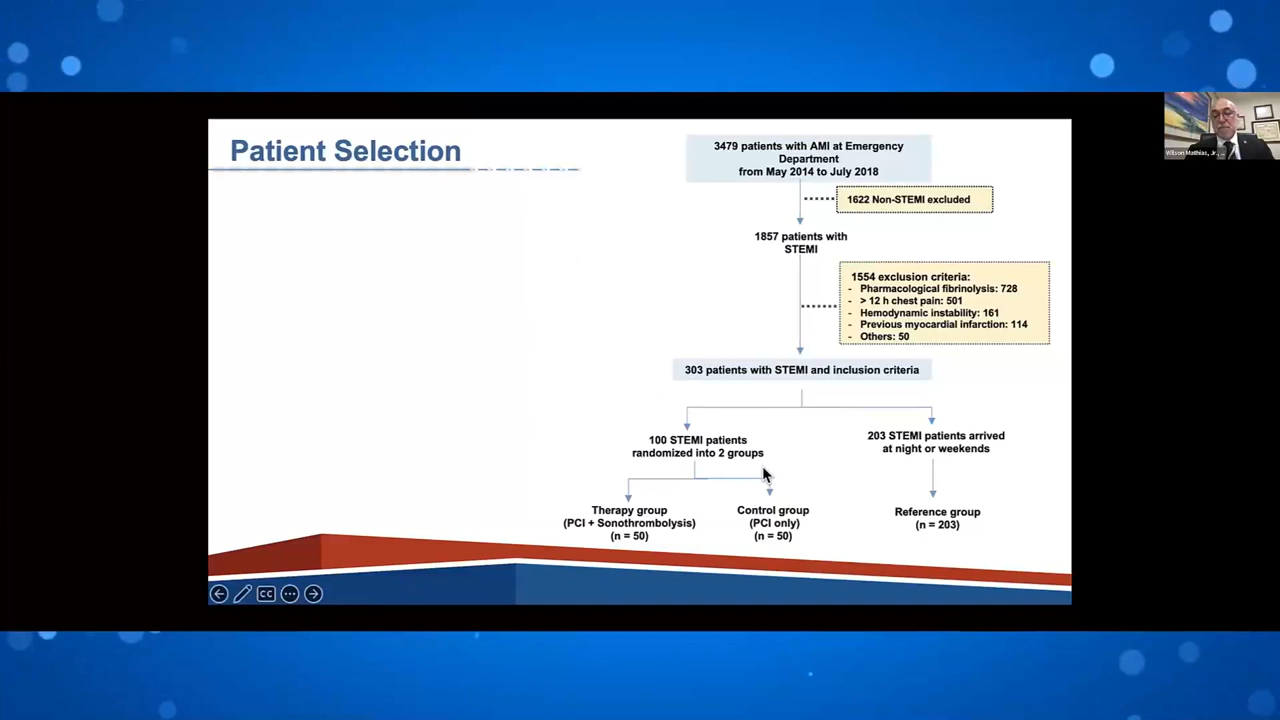 Patient Selection
3479 patients with AMI at Emergency
Department
from May 2014 to July 2018
1622 Non-STEMI excluded
1857 patients with
STEMI
1554 exclusion criteria:
- Pharmacological fibrinolysis: 728
- > 12 h chest pain: 501
- Hemodynamic instability: 161
- Previous myocardial infarction: 114
- Others: 50
303 patients with STEMI and inclusion criteria
100 STEMI patients
randomized into 2 groups
203 STEMI patients arrived
at night or weekends
Therapy group
(PCI + Sonothrombolysis)
(n = 50)
Control group
(PCI only)
(n = 50)
Reference group
(n = 203)
CC
Wilson Mathias, Jr., ...